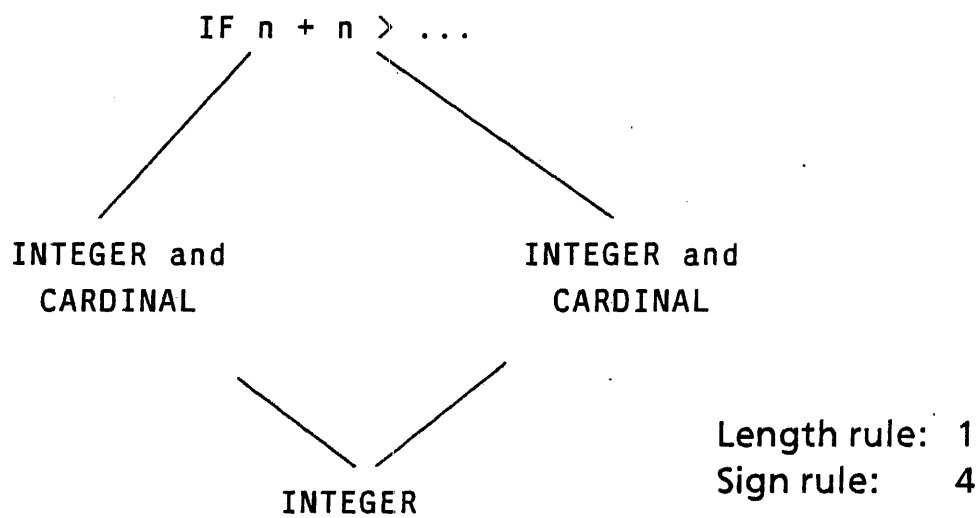 IF n + n > ...
INTEGER and INTEGER and
CARDINAL CARDINAL
Length rule: 1
Sign rule: 4
INTEGER